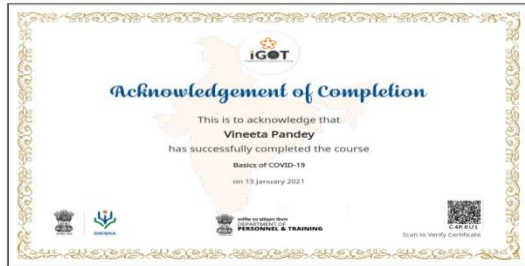 iGOT
Acknowledgement of Completion
This is to acknowledge that
Vineeta Pandey
has successfully completed the course
Basics of COVID-19
on 13 January 2021
DIKSHA
DEPARTMENT OF
PERSONNEL & TRAINING
C4R6U1
Scan to Verify Certificate